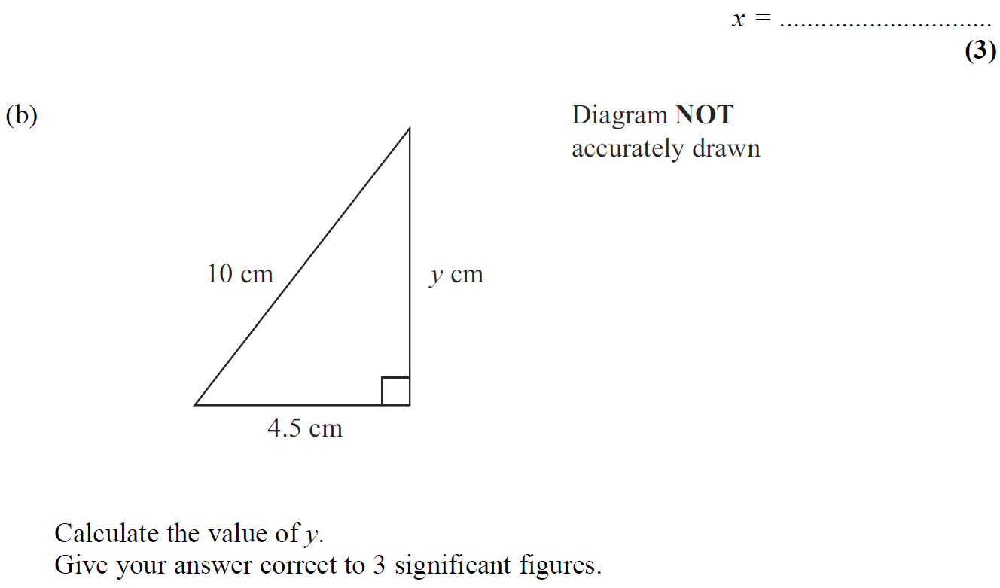 x = ...............................
(3)
(b)
Diagram NOT
accurately drawn
10 cm
y cm
4.5 cm
Calculate the value of y.
Give your answer correct to 3 significant figures.